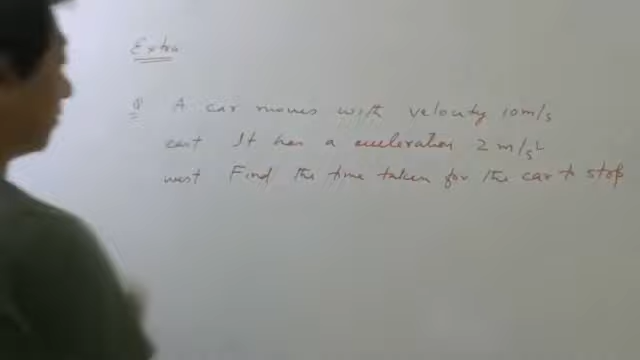 Extra
Q A car moves with velocity 10 m/s
east It has a acceleration 2 m/s²
west Find the time taken for the car to stop